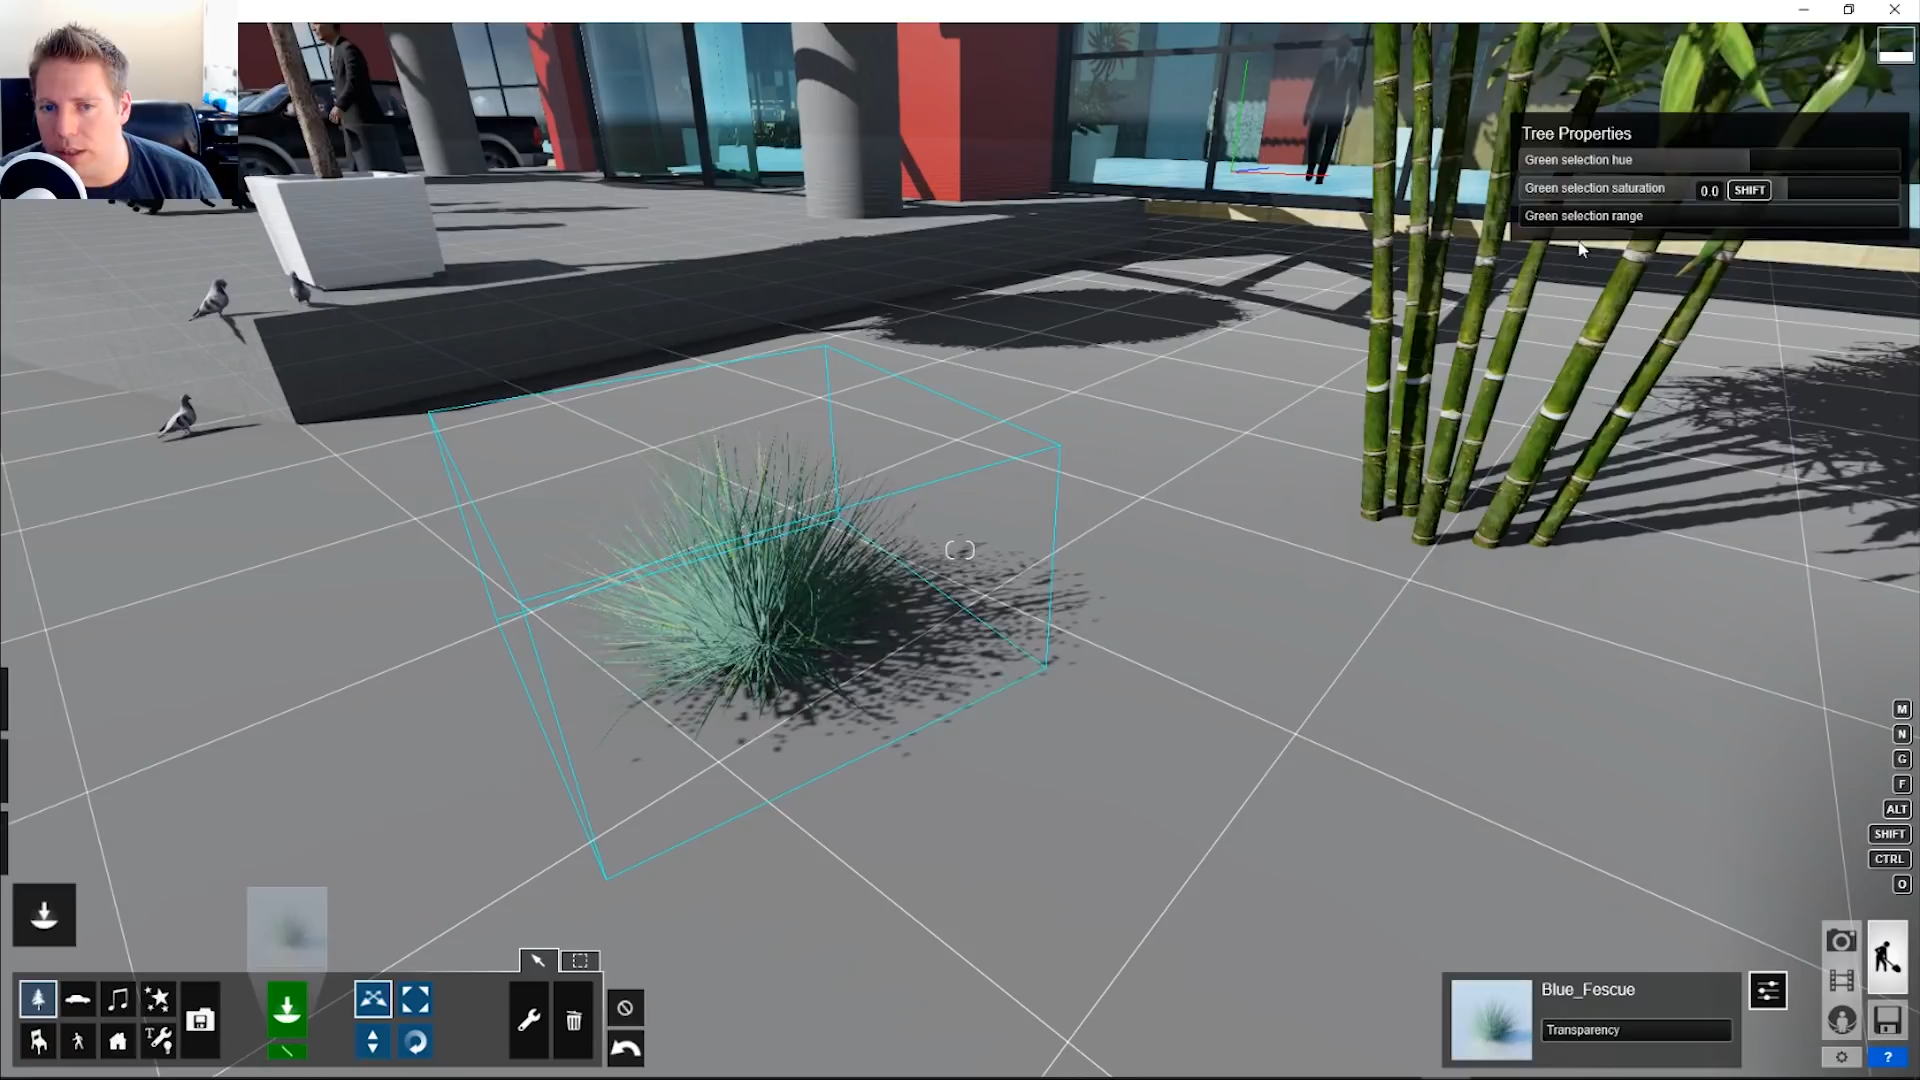 Tree Properties
Green selection hue
Green selection saturation 0.0 SHIFT
Green selection range
M
N
G
F
ALT
SHIFT
CTRL
O
Blue_Fescue
Transparency
T
?